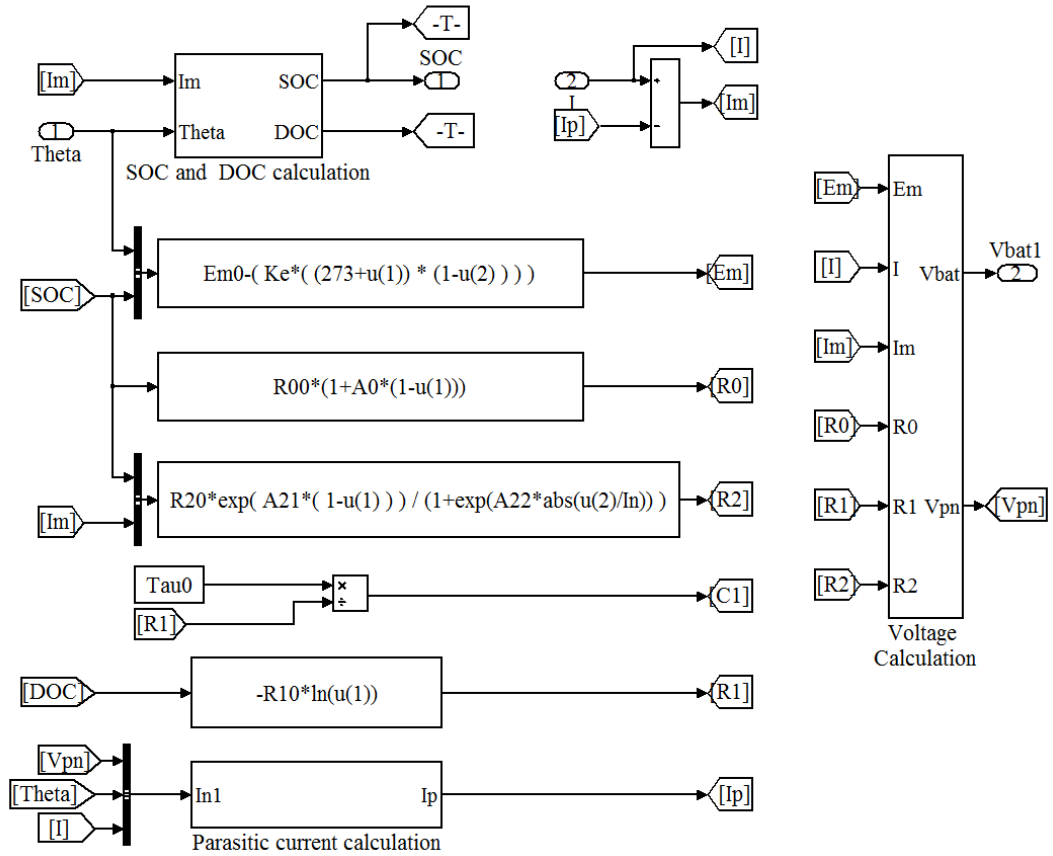 -T-
SOC
1
[Im]
Im
SOC
1
Theta
Theta
DOC
-T-
SOC and DOC calculation
[I]
2
I
+
[Ip]
-
[Im]
[Em]
Em
[I]
I
Vbat
Vbat1
2
[Im]
Im
[R0]
R0
[R1]
R1
Vpn
[Vpn]
[R2]
R2
Voltage
Calculation
[SOC]
Em0-( Ke*( (273+u(1)) * (1-u(2) ) ) )
[Em]
R00*(1+A0*(1-u(1)))
[R0]
[Im]
R20*exp( A21*( 1-u(1) ) ) / (1+exp(A22*abs(u(2)/In)) )
[R2]
Tau0
[R1]
×
÷
[C1]
[DOC]
-R10*ln(u(1))
[R1]
[Vpn]
[Theta]
[I]
In1
Ip
[Ip]
Parasitic current calculation